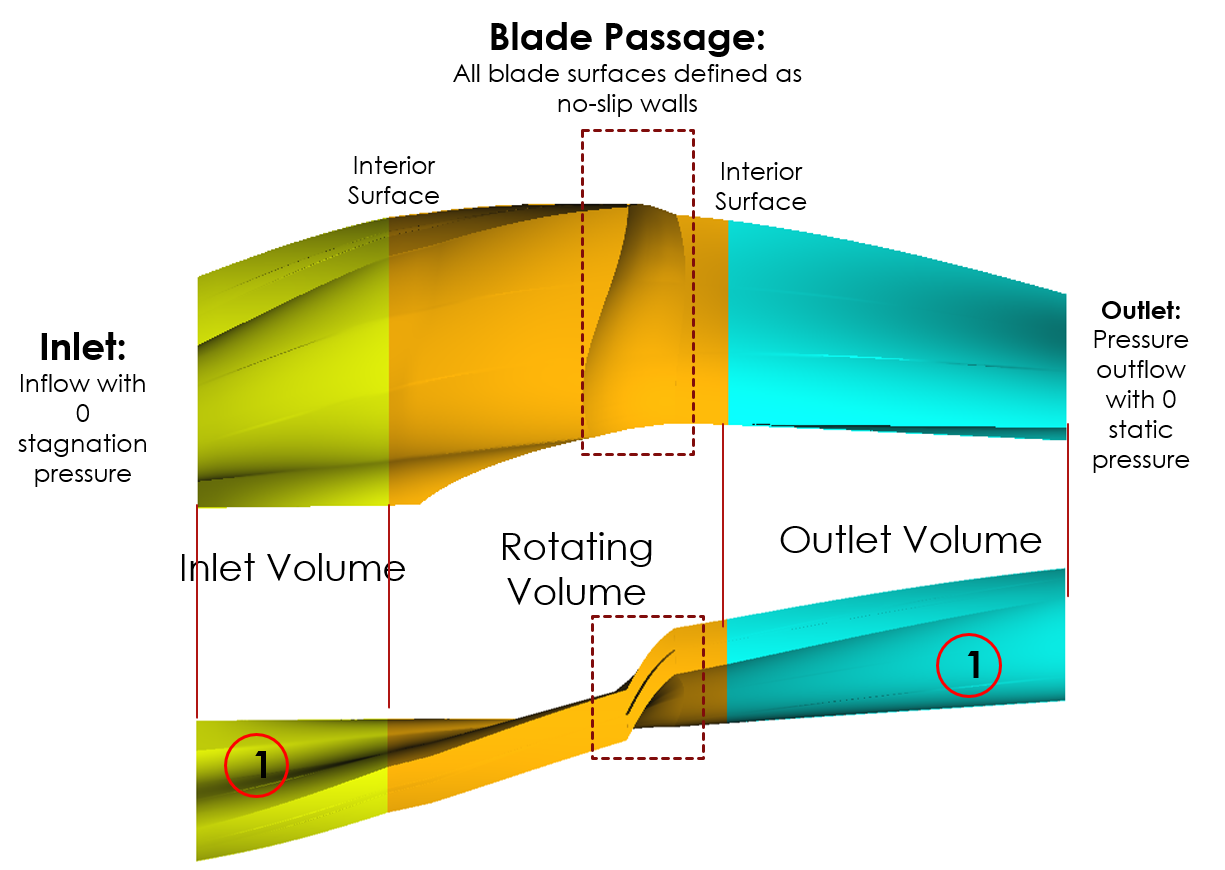 Blade Passage:
All blade surfaces defined as
no-slip walls
Interior
Surface
Interior
Surface
Inlet:
Inflow with
0
stagnation
pressure
Outlet:
Pressure
outflow
with 0
static
pressure
Inlet Volume
Rotating
Volume
Outlet Volume
1
1